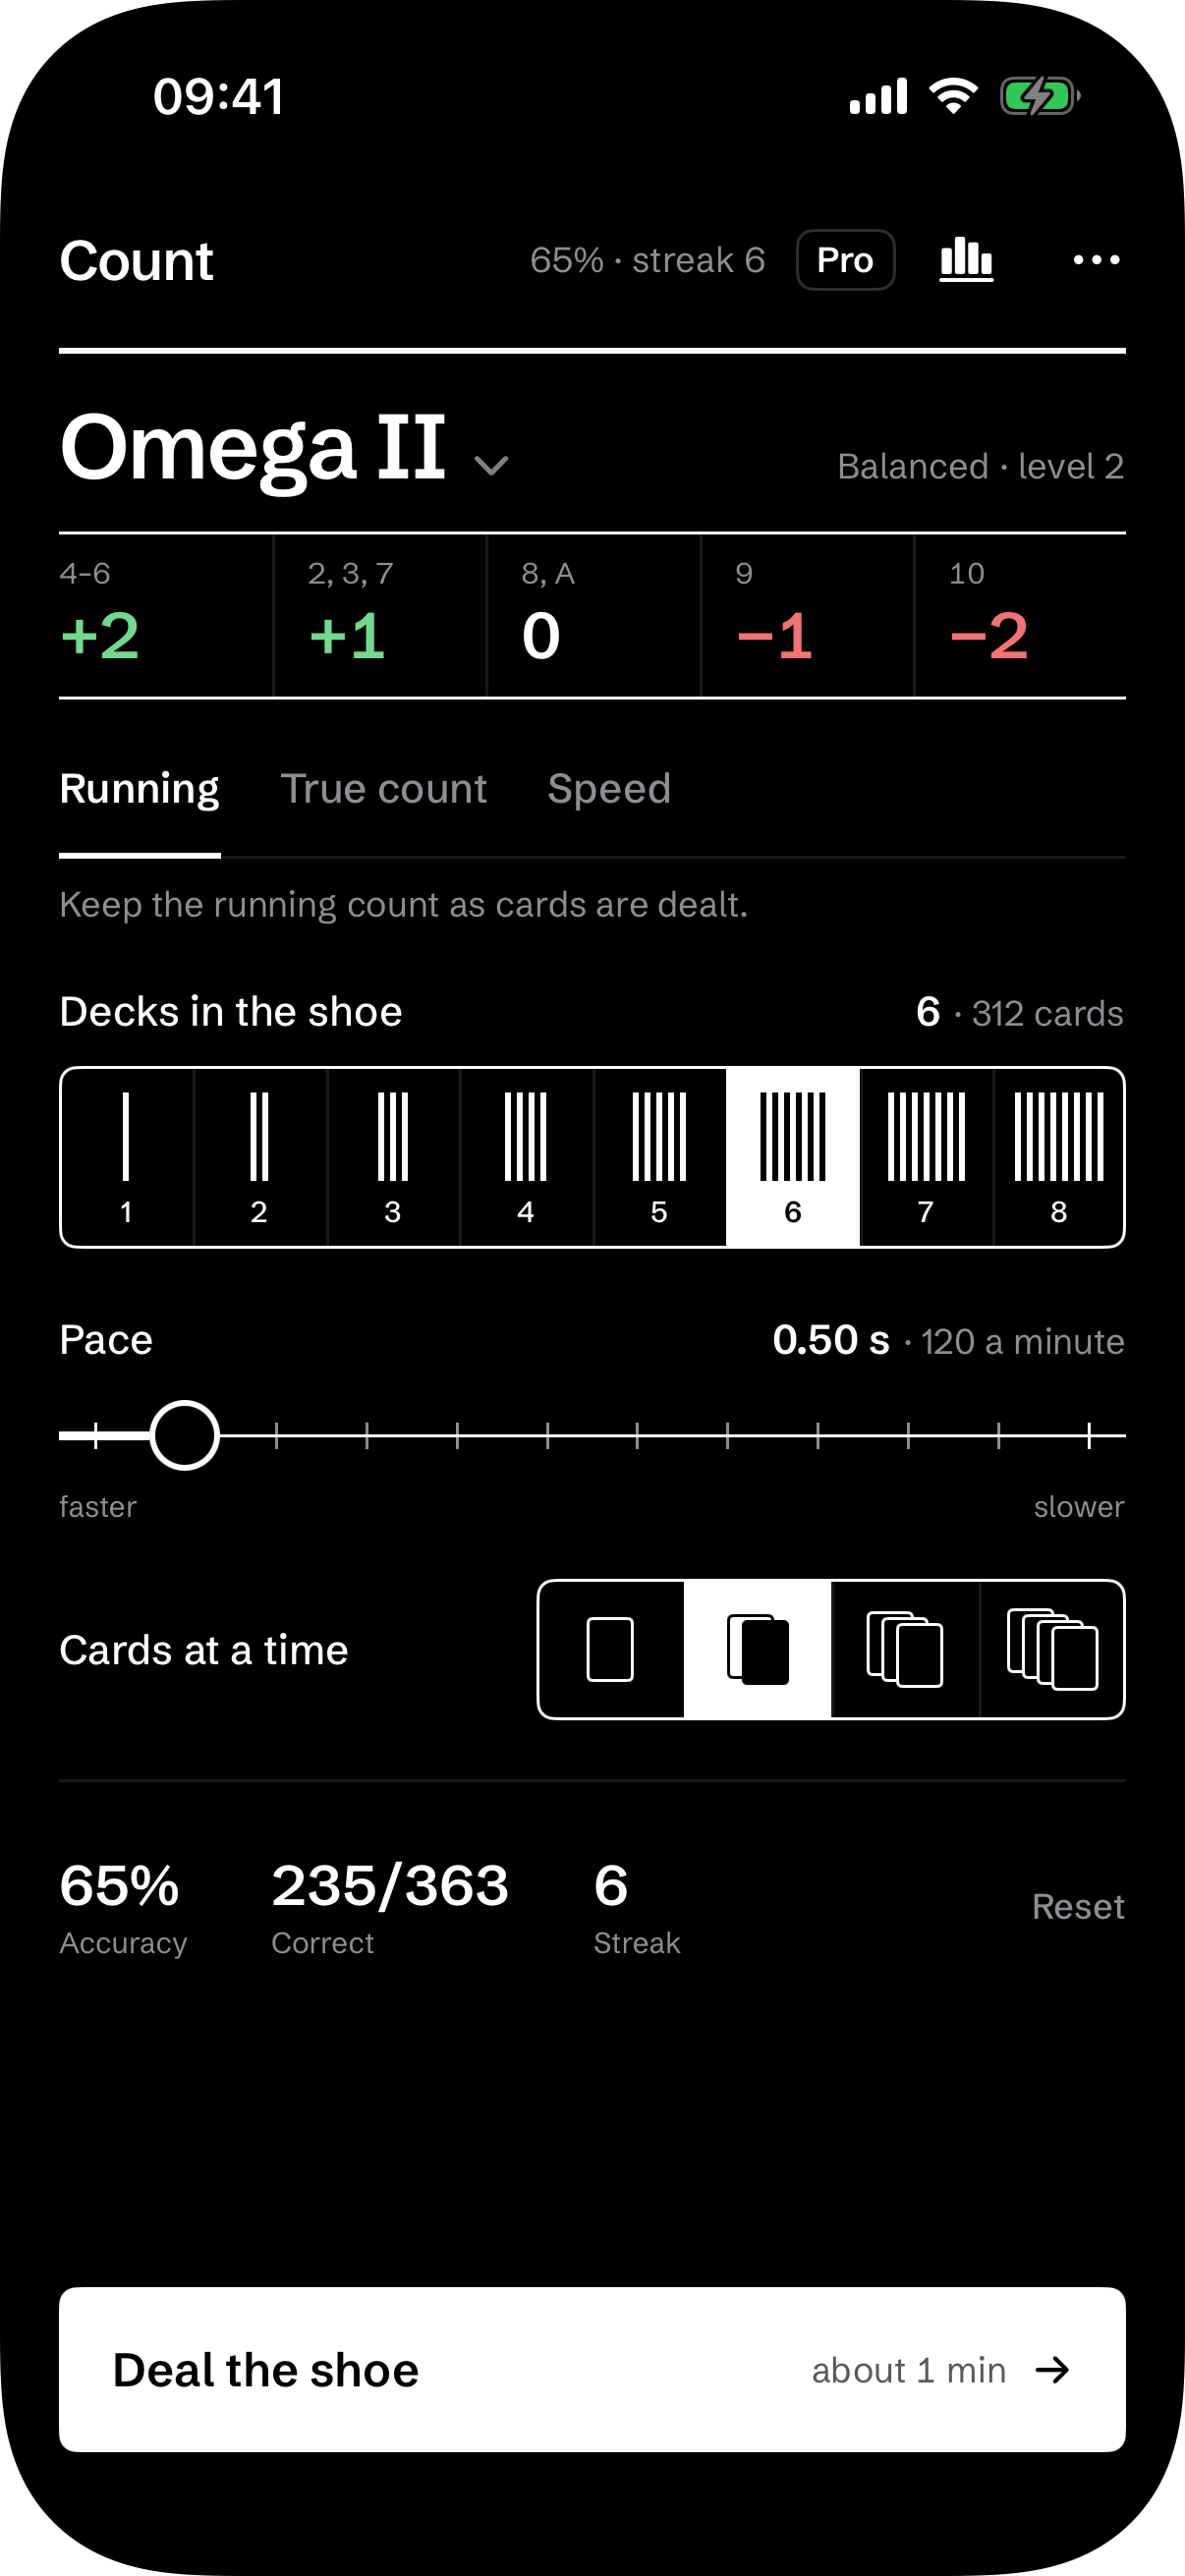 09:41
Count 65% · streak 6 Pro
Omega II Balanced · level 2
4–6 2, 3, 7 8, A 9 10
+2 +1 0 −1 −2
Running True count Speed
Keep the running count as cards are dealt.
Decks in the shoe 6 · 312 cards
1 2 3 4 5 6 7 8
Pace 0.50 s · 120 a minute
faster slower
Cards at a time
65% 235/363 6
Accuracy Correct Streak Reset
Deal the shoe about 1 min →